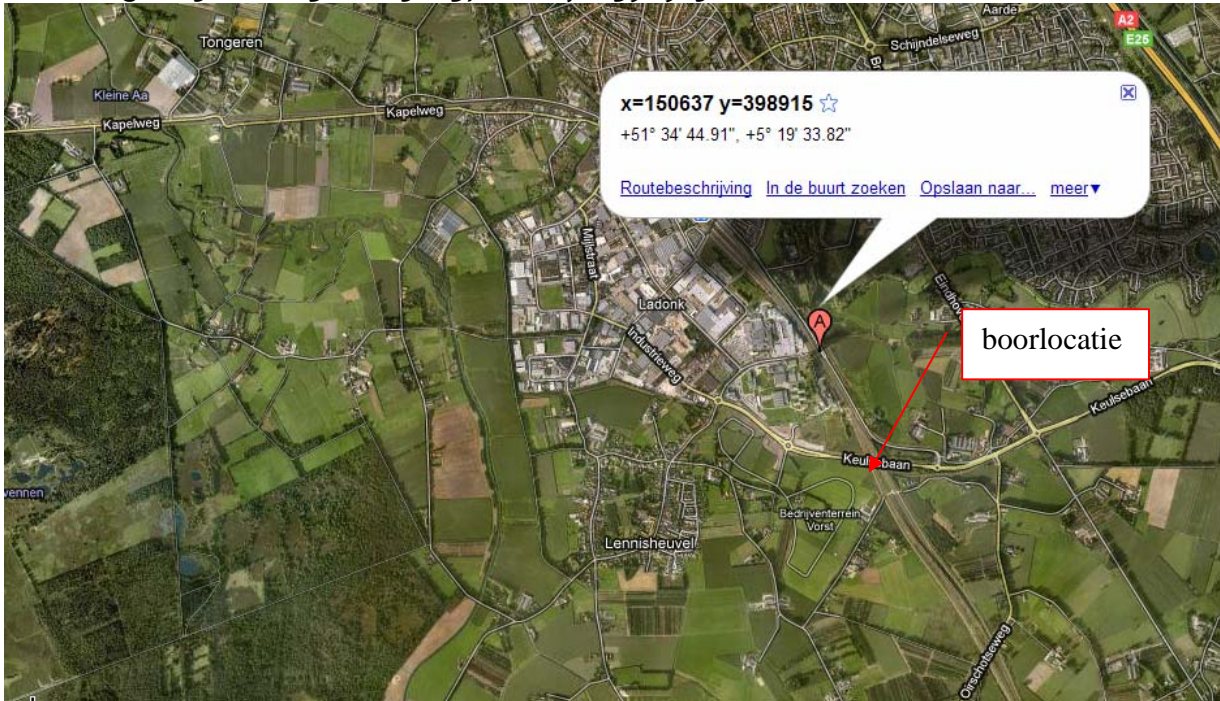 Aarde
A2
E25
Schijndelseweg
Tongeren
Kleine Aa
Kapelweg
Kapelweg
x=150637 y=398915
+51° 34' 44.91", +5° 19' 33.82"
Routebeschrijving In de buurt zoeken Opslaan naar... meer▼
Mijlstraat
Ladonk
Industrieweg
A
Eindho
boorlocatie
Keulsebaan
Keulsebaan
vennen
Bedrijventerrein
Vorst
Lennisheuvel
Oirschotseweg